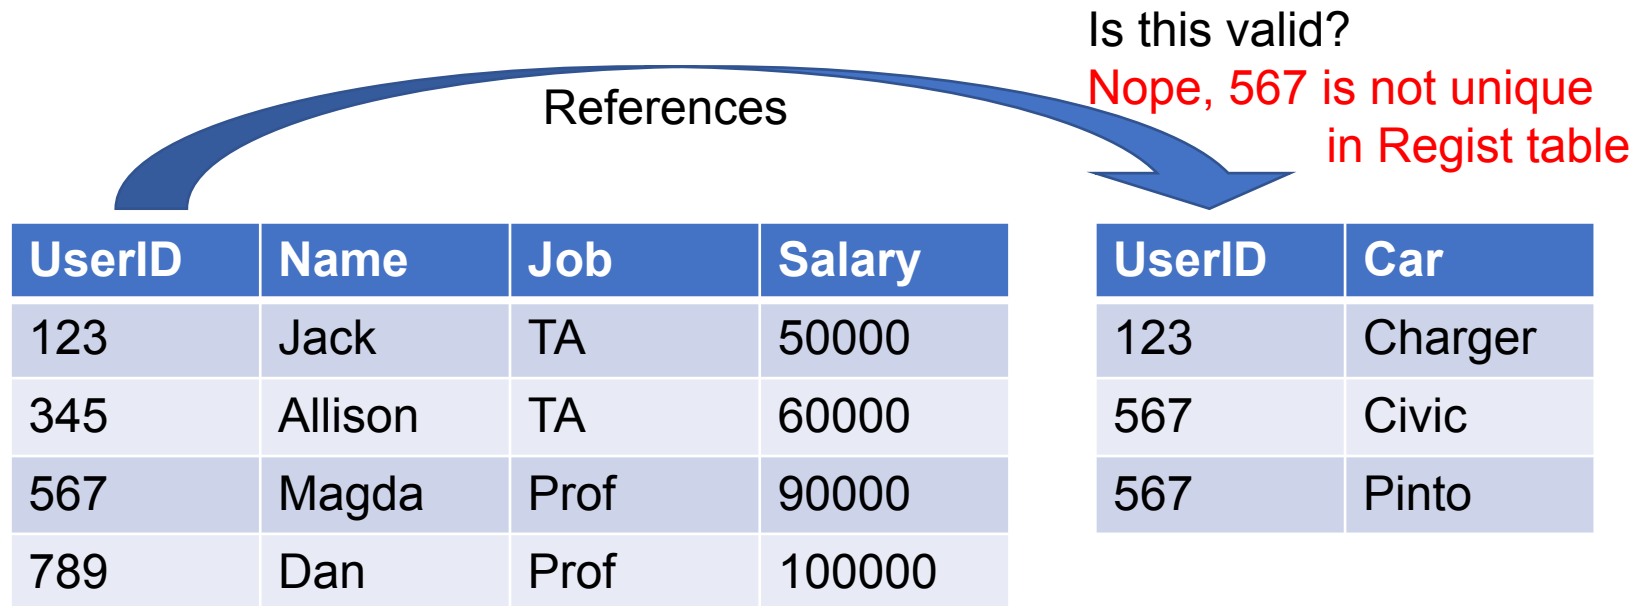 Is this valid?
Nope, 567 is not unique
in Regist table
References
UserID Name Job Salary
123 Jack TA 50000
345 Allison TA 60000
567 Magda Prof 90000
789 Dan Prof 100000
UserID Car
123 Charger
567 Civic
567 Pinto